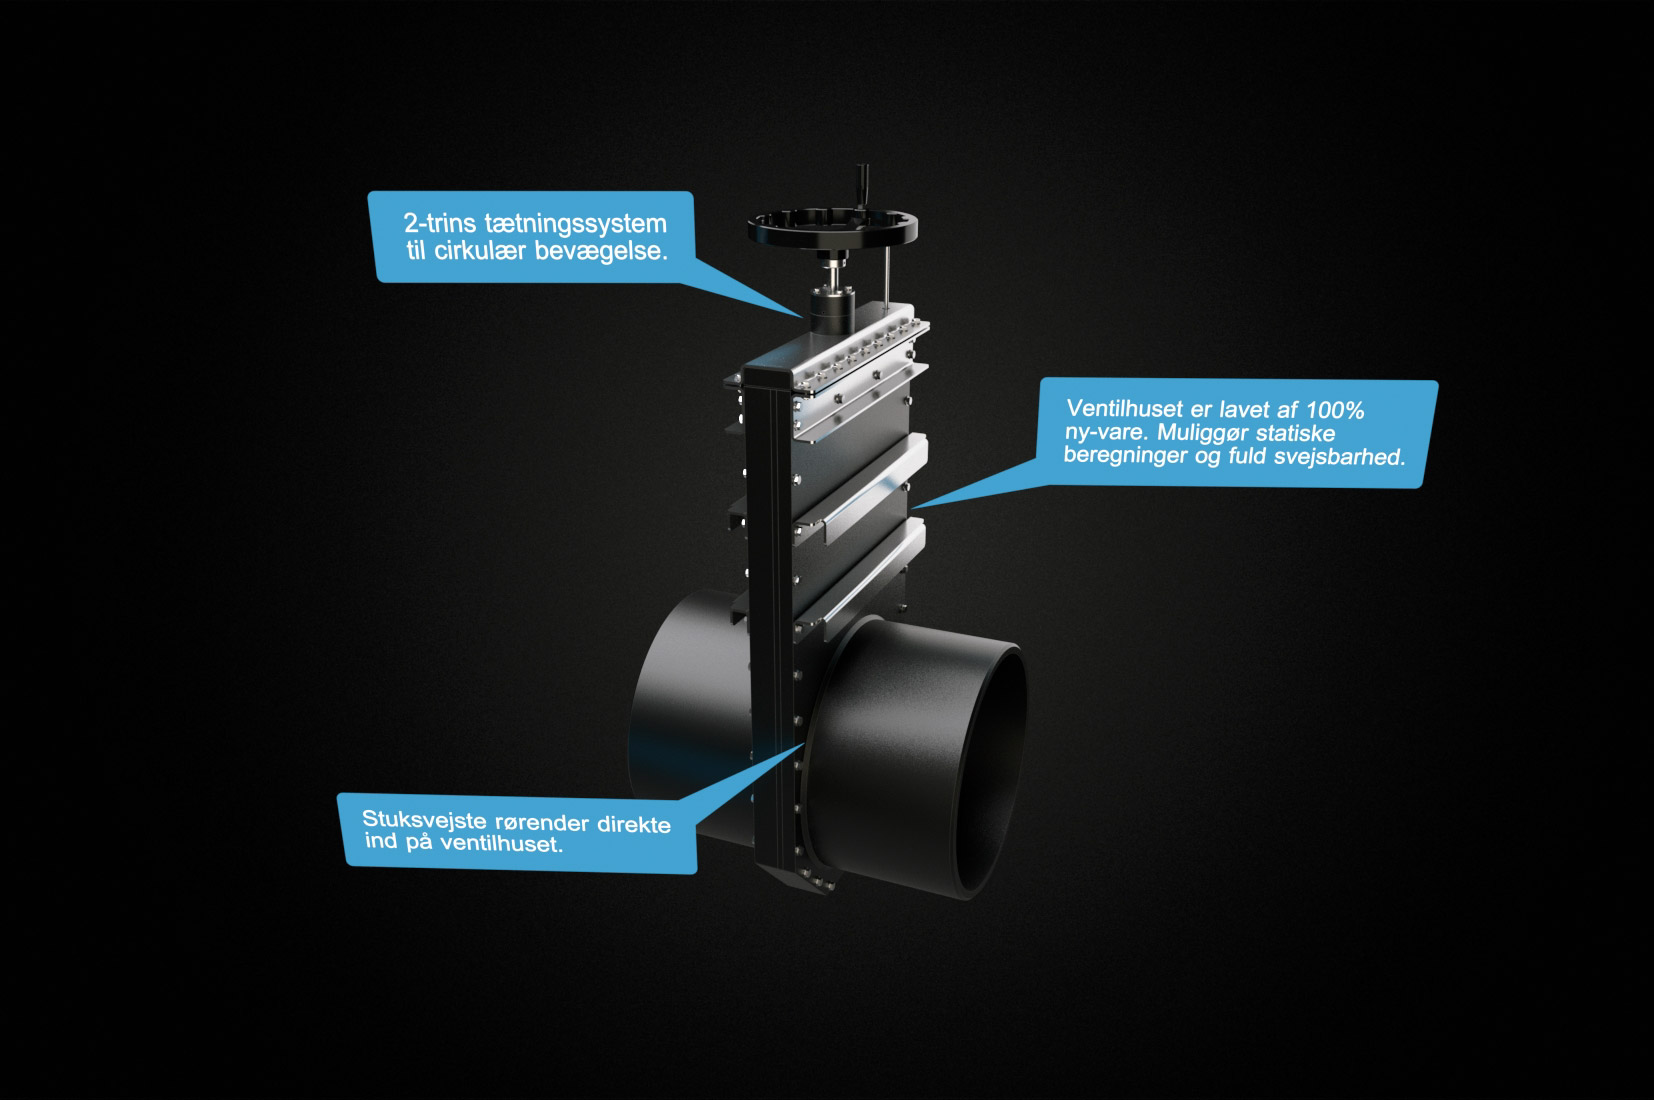 2-trins tætningssystem
til cirkulær bevægelse.
Ventilhuset er lavet af 100%
ny-vare. Muliggør statiske
beregninger og fuld svejsbarhed.
Stuksvejste rørender direkte
ind på ventilhuset.